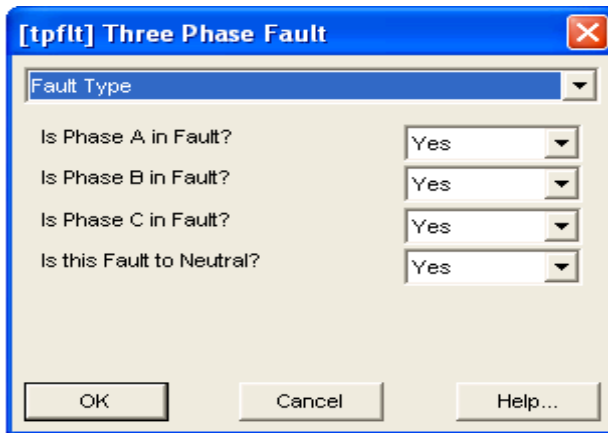 [tpflt] Three Phase Fault
Fault Type
Is Phase A in Fault? Yes
Is Phase B in Fault? Yes
Is Phase C in Fault? Yes
Is this Fault to Neutral? Yes
OK Cancel Help...